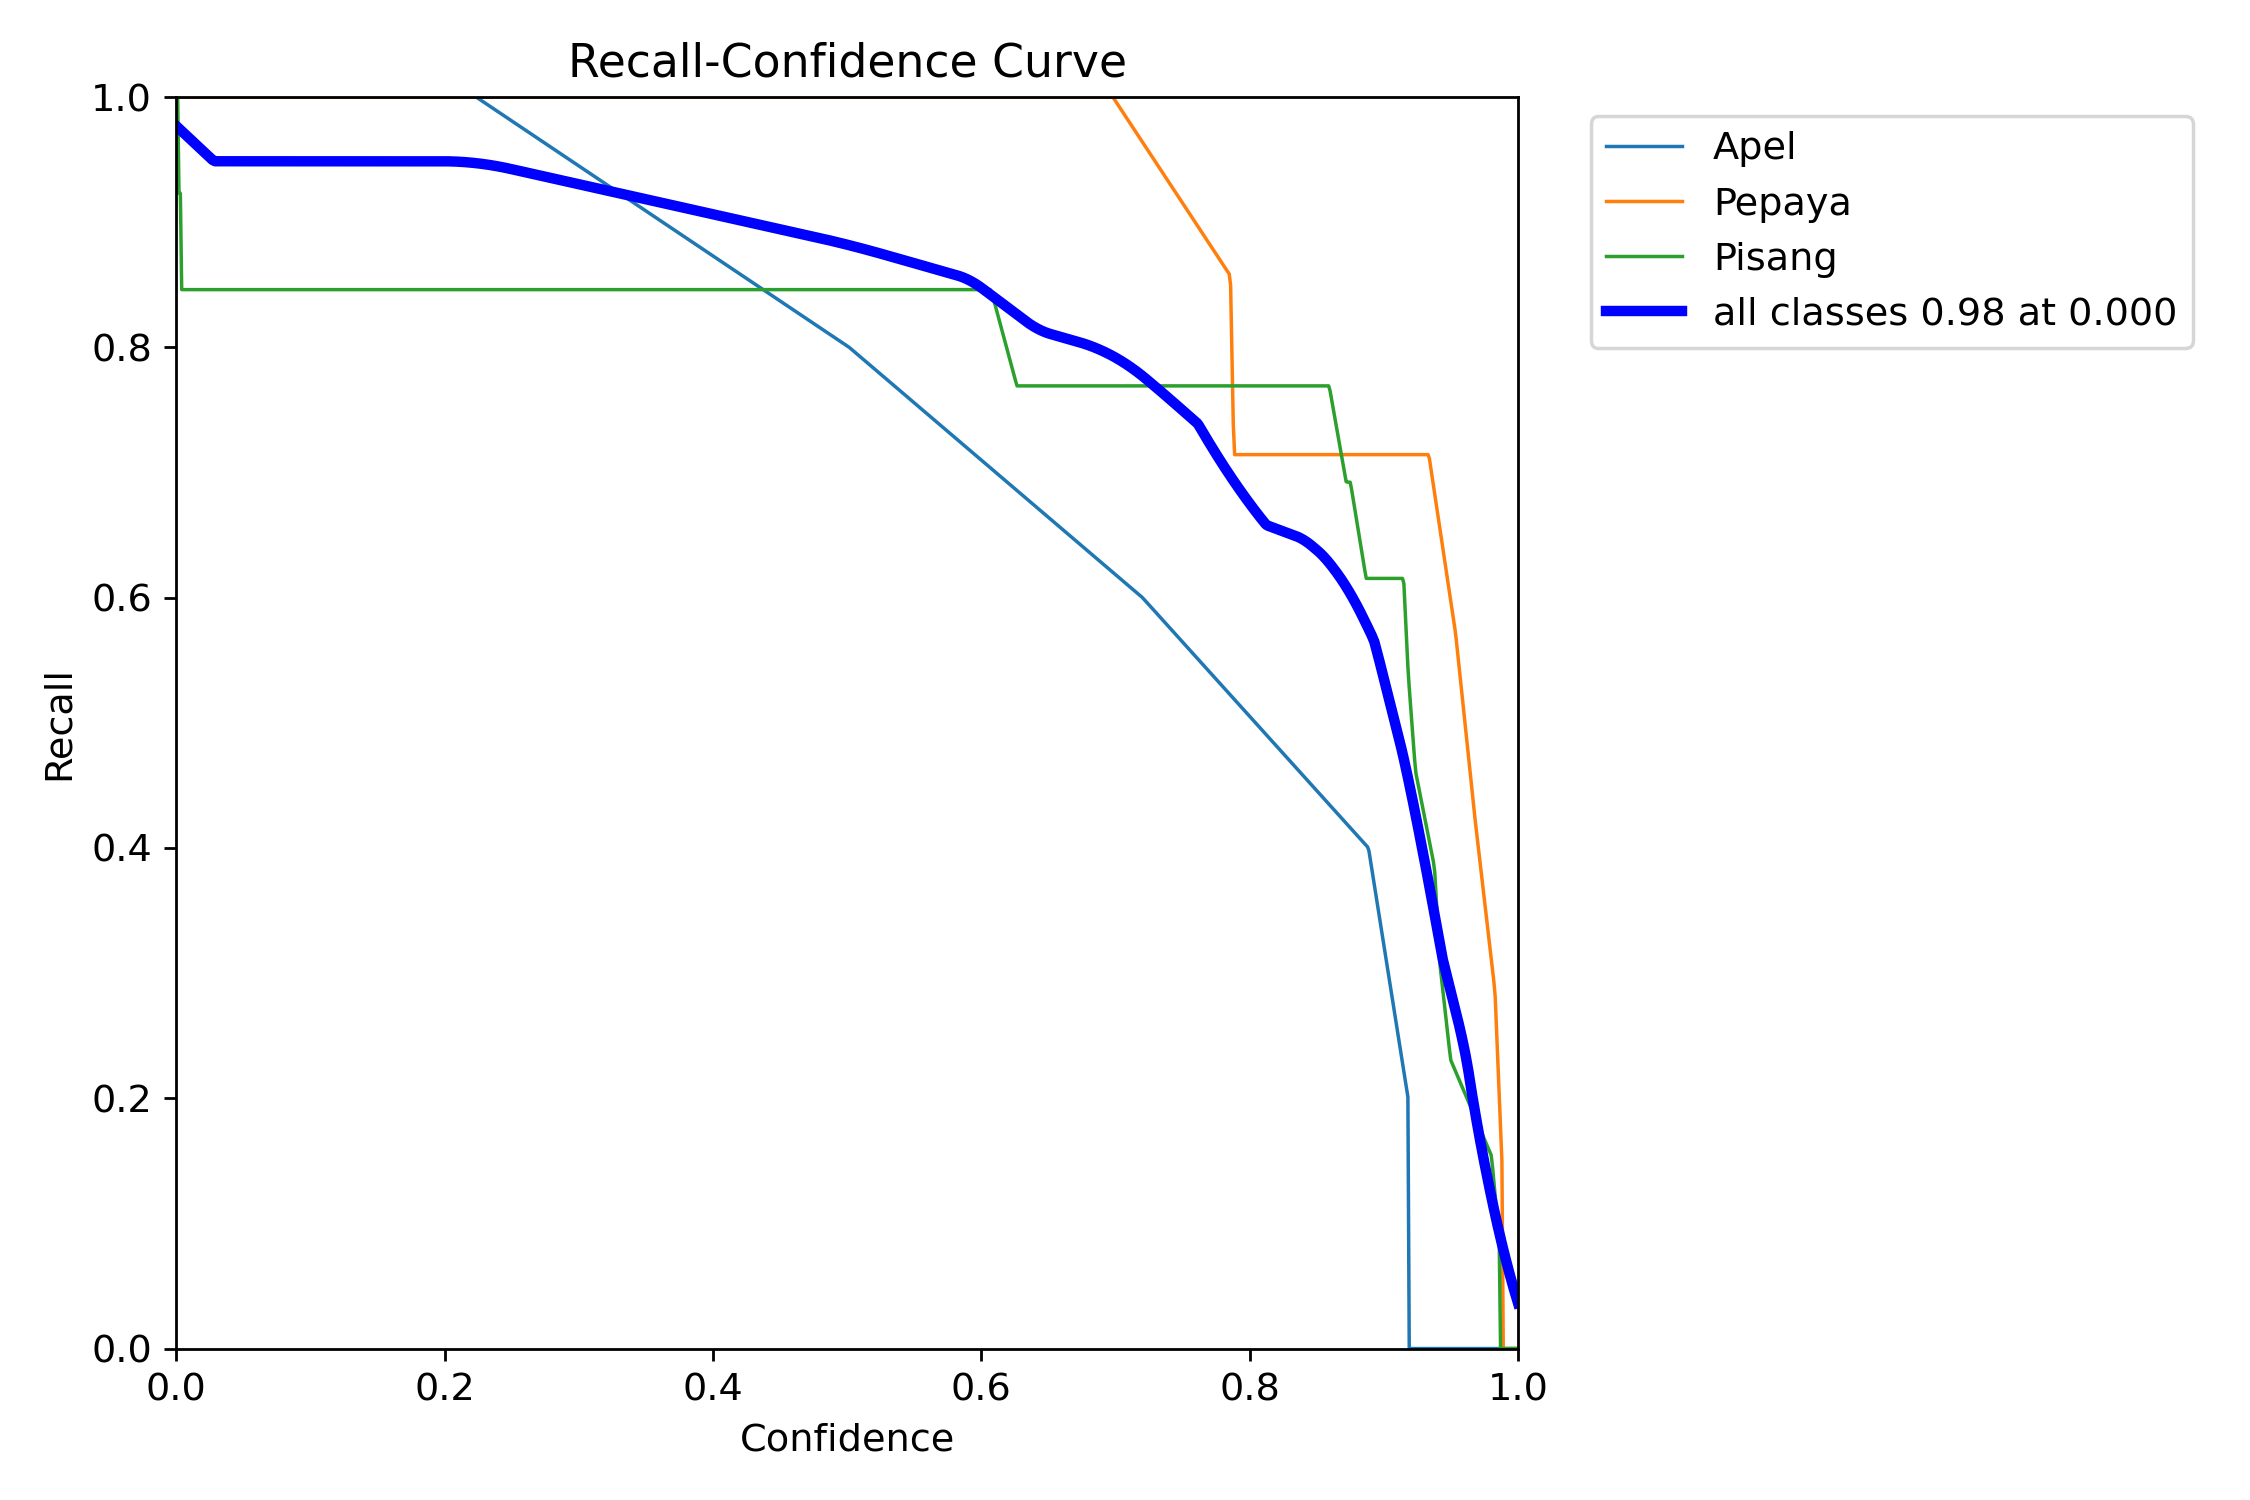 Recall-Confidence Curve
1.0
0.8
0.6
0.4
0.2
0.0
Recall
0.0 0.2 0.4 0.6 0.8 1.0
Confidence
Apel
Pepaya
Pisang
all classes 0.98 at 0.000